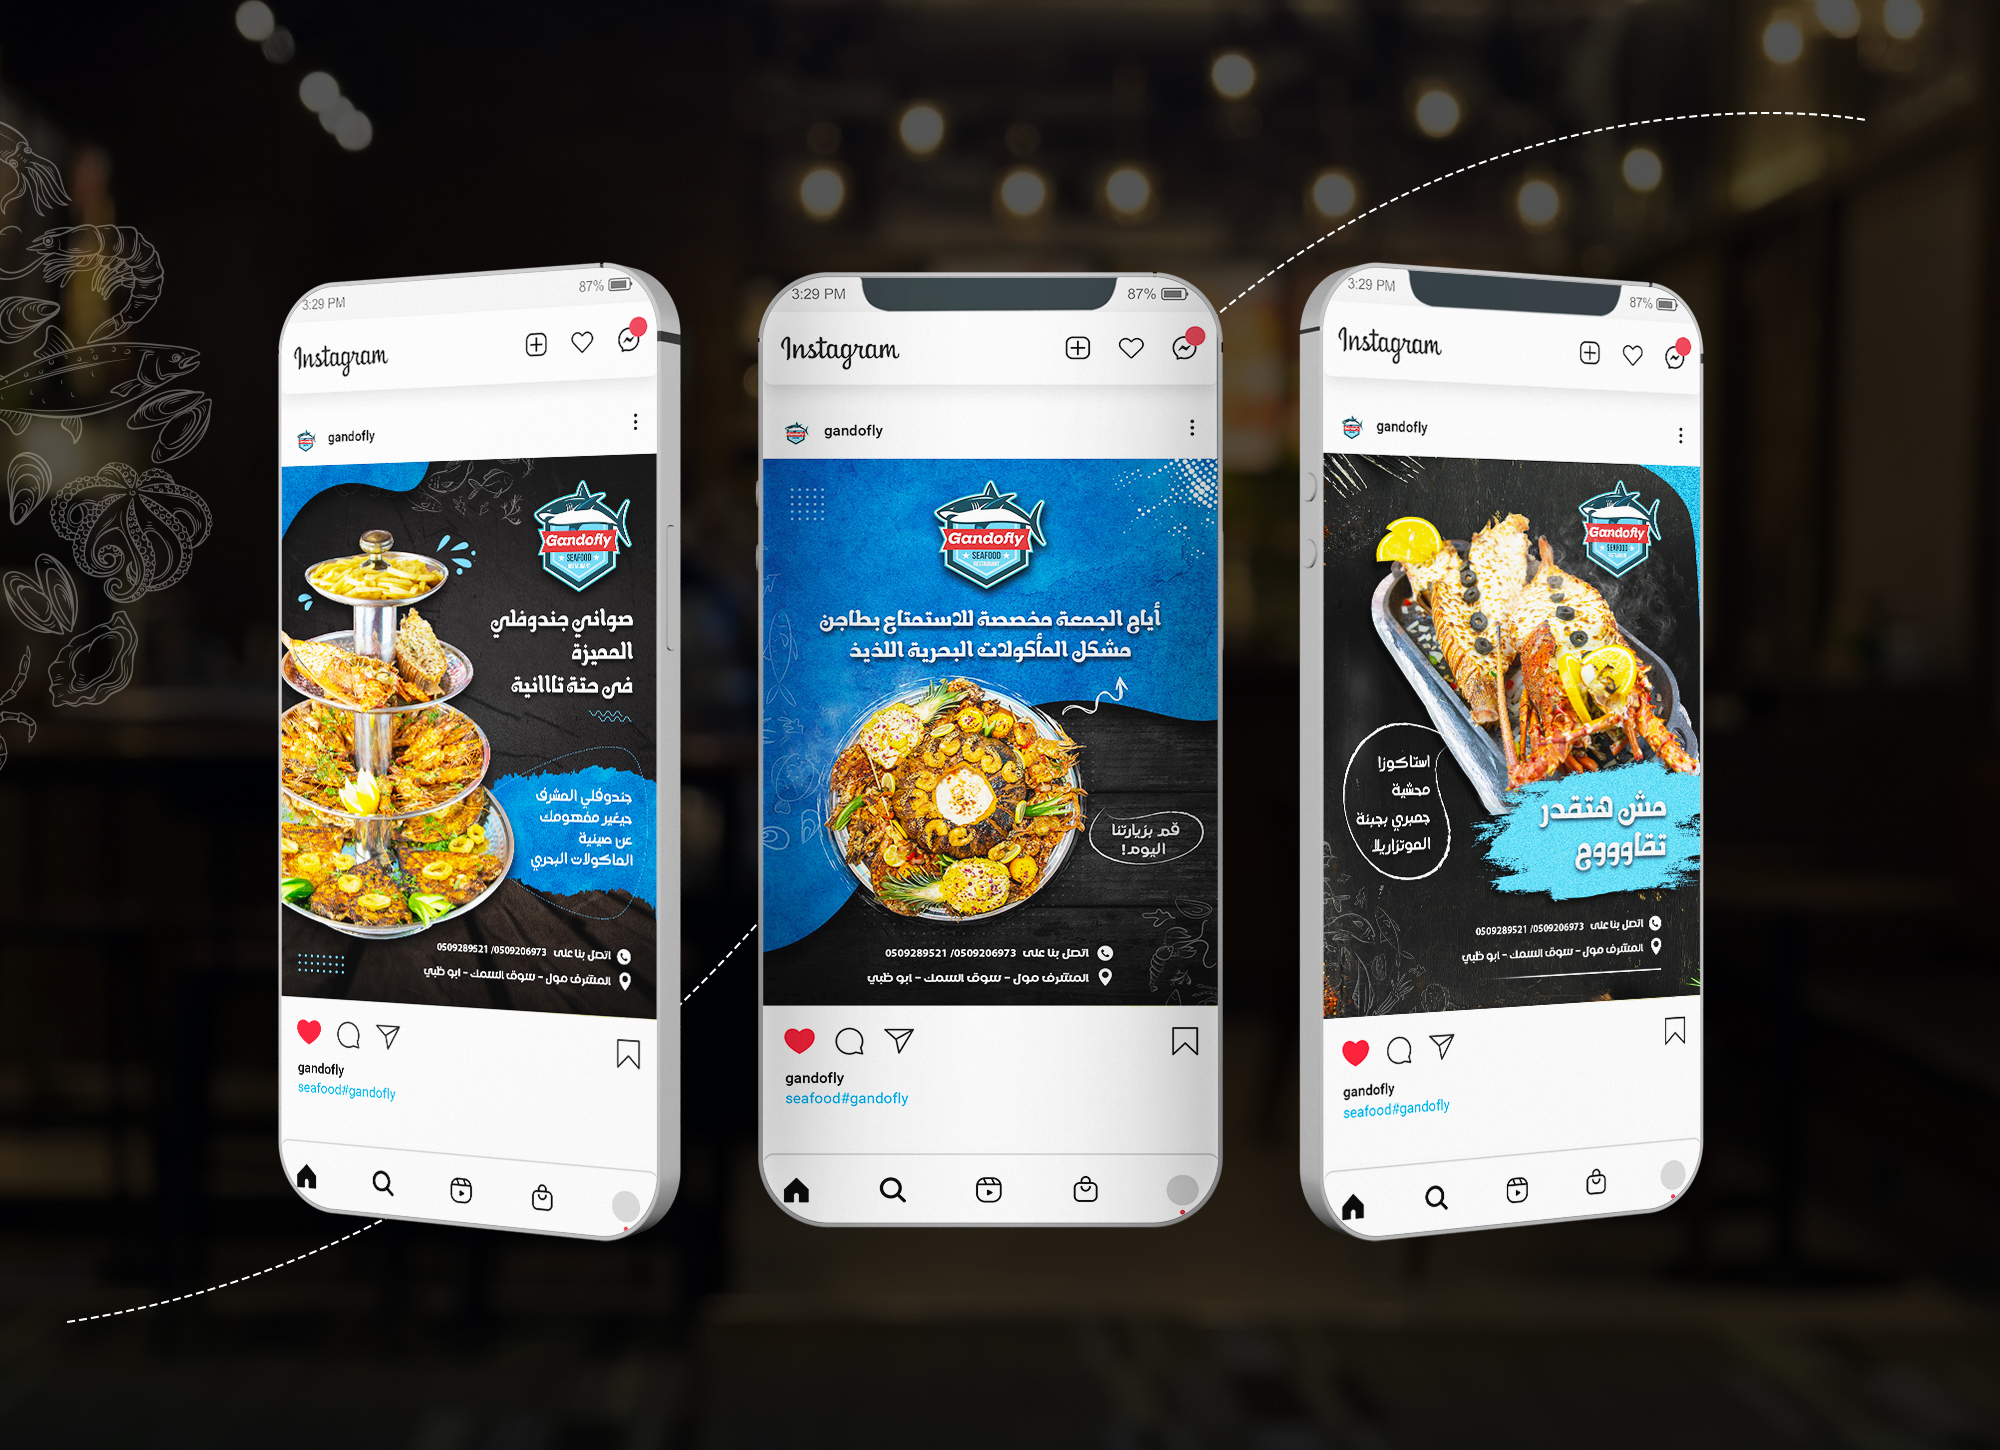 3:29 PM
87%
Instagram
gandofly
Gandofly
SEAFOOD
صواني جندوفلي
المميزة
في حتة تااانية
جندوفلي المشرف
حيغير مفهومك
عن صينية
الماكولات البحري
اتصل بنا على 0509206973 /0509289521
المشرف مول - سوق السمك - ابو ظبي
gandofly
seafood#gandofly
3:29 PM
87%
Instagram
gandofly
Gandofly
SEAFOOD
RESTAURANT
أيام الجمعة مخصصة للاستمتاع بطاجن
مشكل المأكولات البحرية اللذيذ
قم بزيارتنا
اليوم!
اتصل بنا على 0509206973 /0509289521
المشرف مول - سوق السمك - ابو ظبي
gandofly
seafood#gandofly
3:29 PM
87%
Instagram
gandofly
Gandofly
SEAFOOD
استاكوزا
محشية
جمبري بجبنة
الموتزاريلا
مش هتقدر
تقاوووم
اتصل بنا على 0509206973 /0509289521
المشرف مول - سوق السمك - ابو ظبي
gandofly
seafood#gandofly